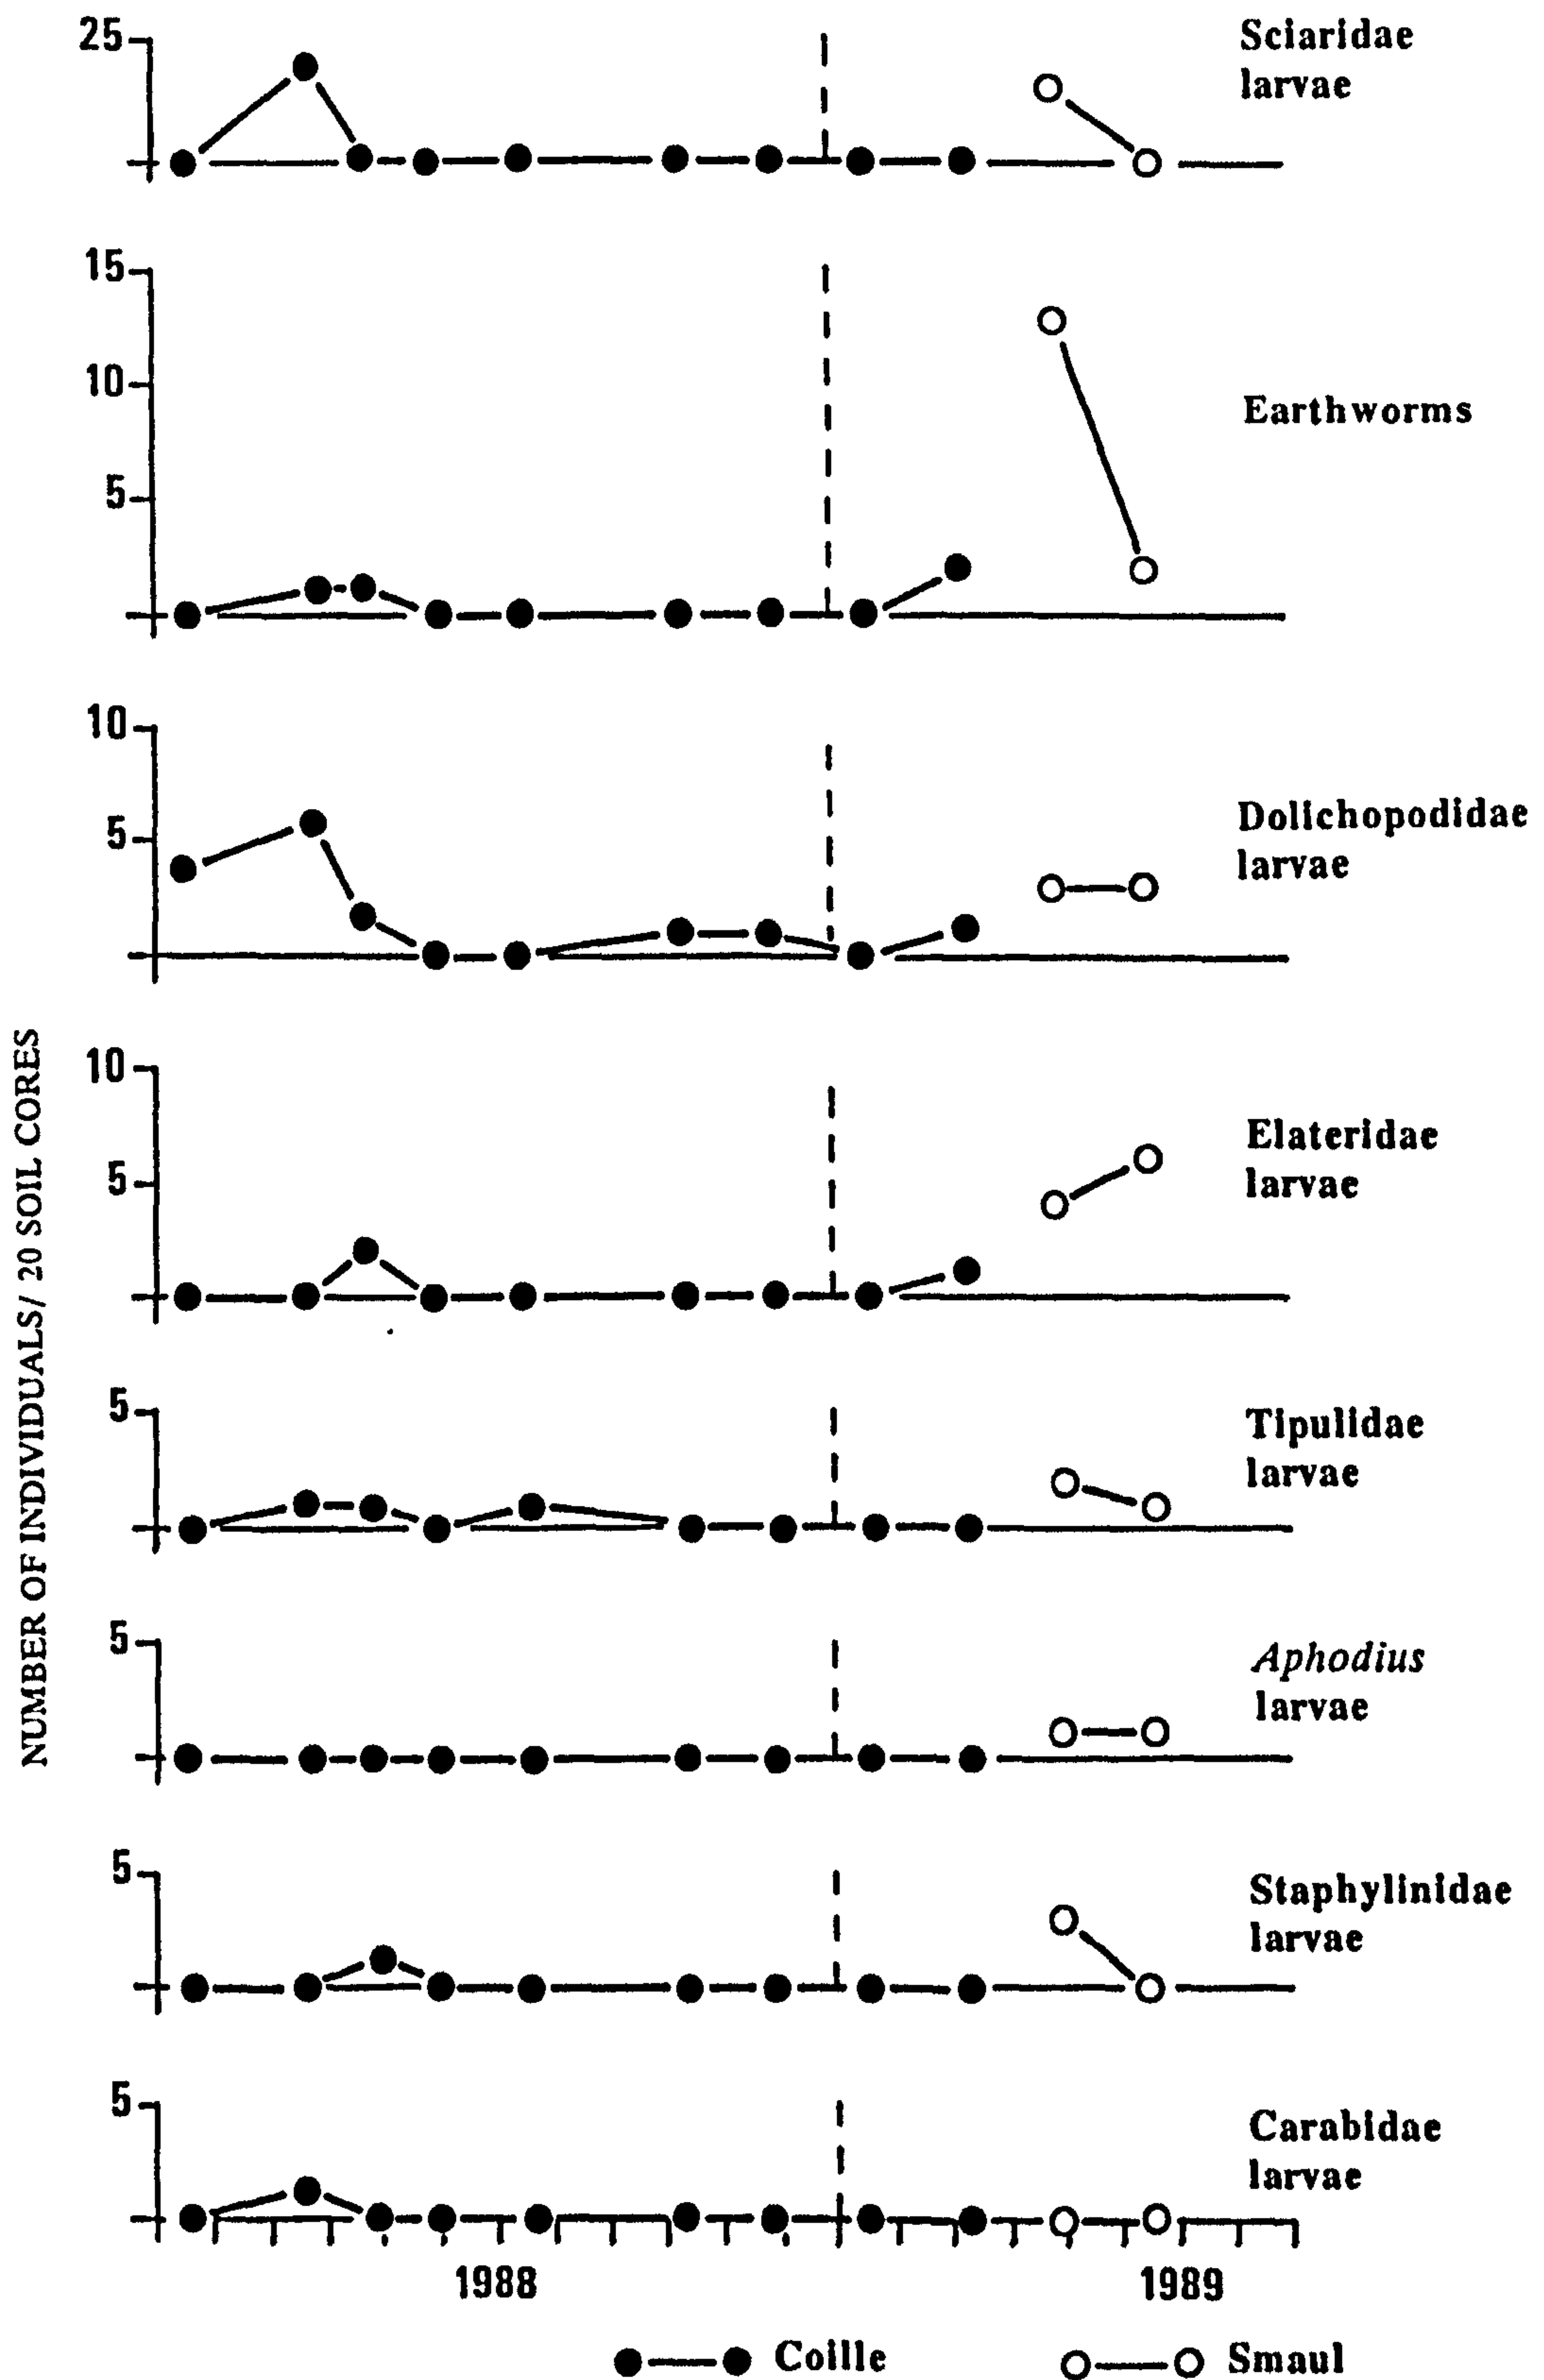 25
Sciaridae
larvae
15
10
5
Earthworms
10
5
Dolichopodidae
larvae
10
5
Elateridae
larvae
5
Tipulidae
larvae
5
Aphodius
larvae
5
Staphylinidae
larvae
5
Carabidae
larvae
NUMBER OF INDIVIDUALS/ 20 SOIL CORES
1988 1989
Coille Smaul